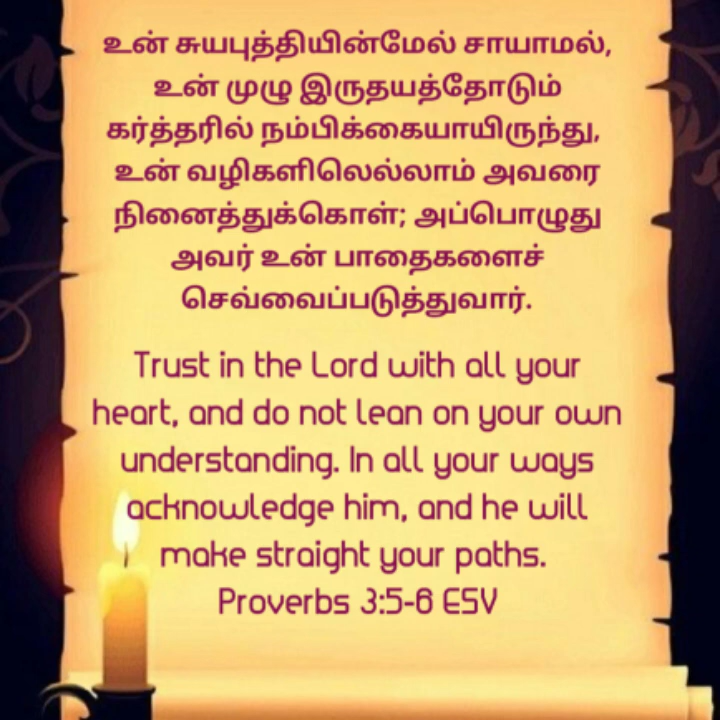 உன் சுயபுத்தியின்மேல் சாயாமல்,
உன் முழு இருதயத்தோடும்
கர்த்தரில் நம்பிக்கையாயிருந்து,
உன் வழிகளிலெல்லாம் அவரை
நினைத்துக்கொள்; அப்பொழுது
அவர் உன் பாதைகளைச்
செவ்வைப்படுத்துவார்.
Trust in the Lord with all your
heart, and do not lean on your own
understanding. In all your ways
acknowledge him, and he will
make straight your paths.
Proverbs 3:5-6 ESV